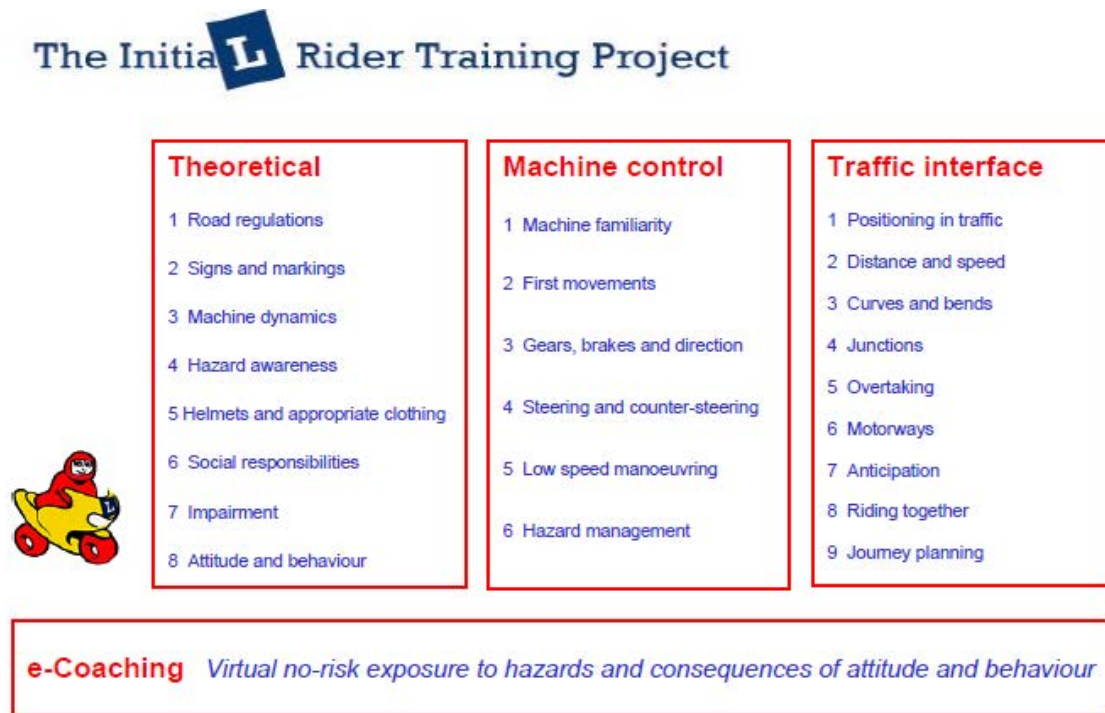 The Initial Rider Training Project
Theoretical
1 Road regulations
2 Signs and markings
3 Machine dynamics
4 Hazard awareness
5 Helmets and appropriate clothing
6 Social responsibilities
7 Impairment
8 Attitude and behaviour
Machine control
1 Machine familiarity
2 First movements
3 Gears, brakes and direction
4 Steering and counter-steering
5 Low speed manoeuvring
6 Hazard management
Traffic interface
1 Positioning in traffic
2 Distance and speed
3 Curves and bends
4 Junctions
5 Overtaking
6 Motorways
7 Anticipation
8 Riding together
9 Journey planning
L
e-Coaching Virtual no-risk exposure to hazards and consequences of attitude and behaviour